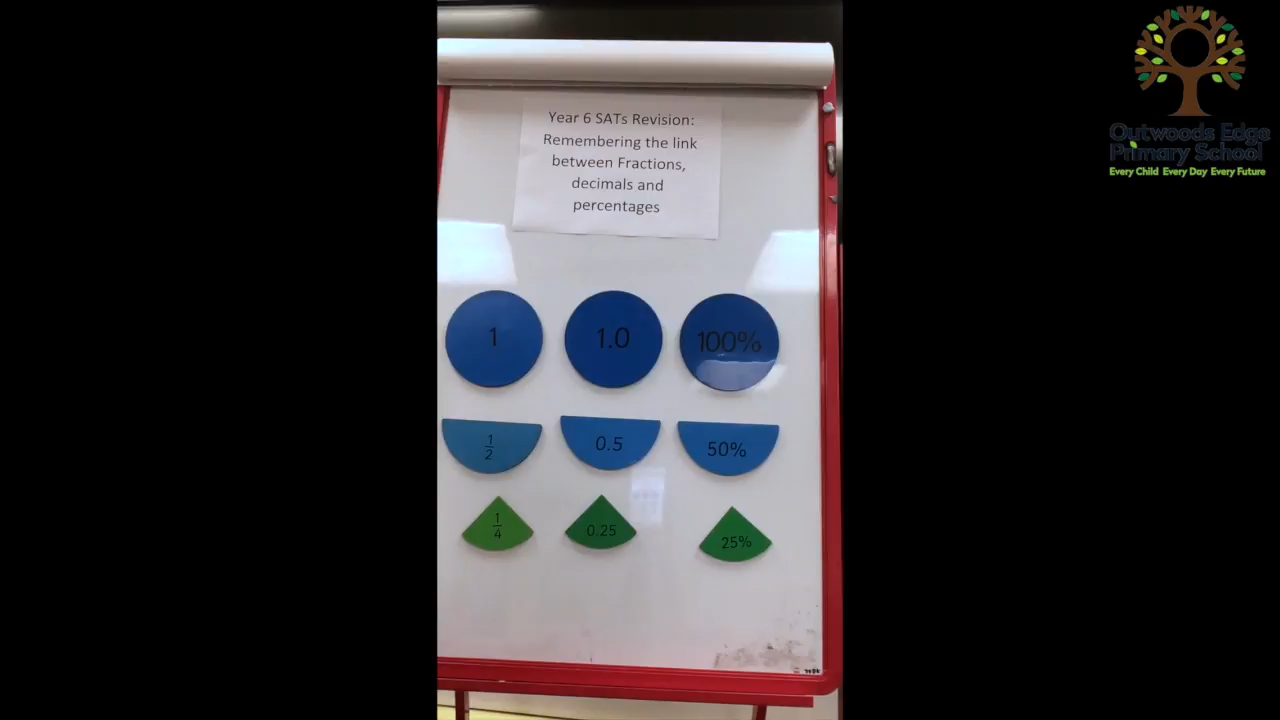 Year 6 SATs Revision:
Remembering the link
between Fractions,
decimals and
percentages
1 1.0 100%
1/2 0.5 50%
1/4 0.25 25%
Outwoods Edge
Primary School
Every Child Every Day Every Future